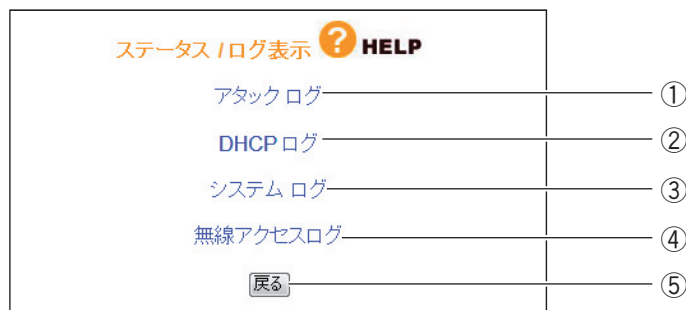 ステータス /ログ表示 ? HELP
アタック ログ ①
DHCP ログ ②
システム ログ ③
無線アクセスログ ④
戻る ⑤